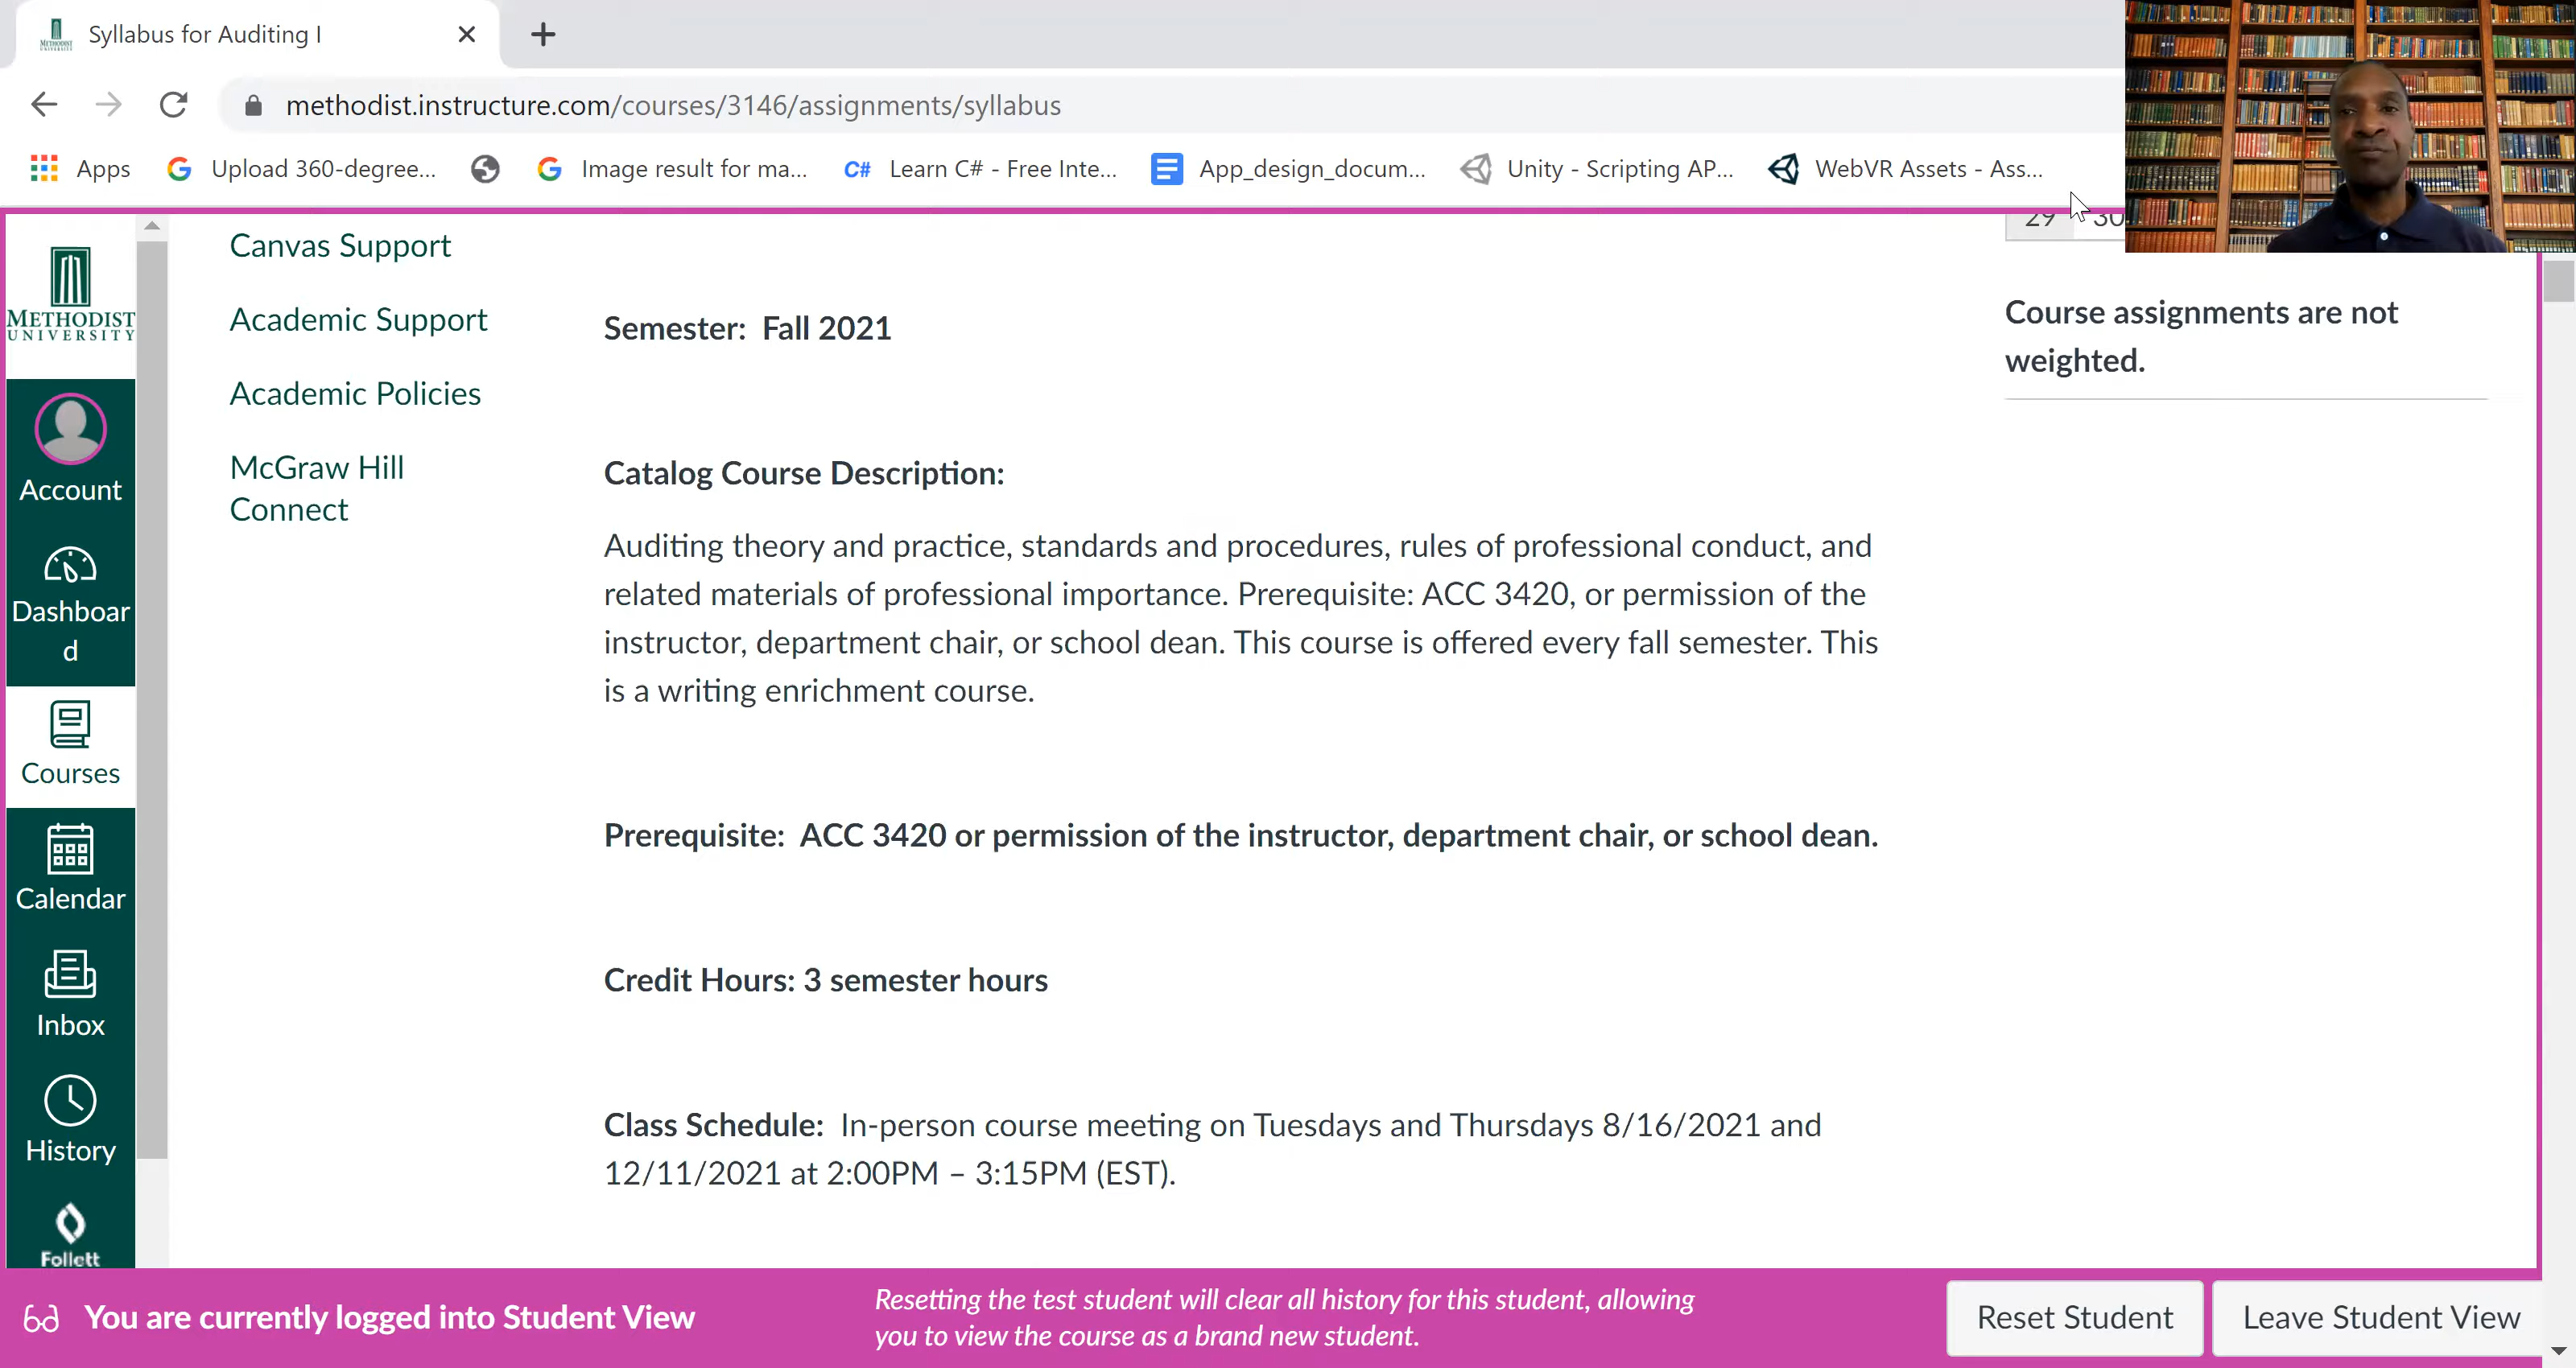 Syllabus for Auditing I
methodist.instructure.com/courses/3146/assignments/syllabus
Apps
Upload 360-degree...
Image result for ma...
C# Learn C# - Free Inte...
App_design_docum...
Unity - Scripting AP...
WebVR Assets - Ass...
METHODIST
UNIVERSITY
Account
Dashboar
d
Courses
Calendar
Inbox
History
Follett
Canvas Support
Academic Support
Academic Policies
McGraw Hill
Connect
Semester: Fall 2021
Catalog Course Description:
Auditing theory and practice, standards and procedures, rules of professional conduct, and
related materials of professional importance. Prerequisite: ACC 3420, or permission of the
instructor, department chair, or school dean. This course is offered every fall semester. This
is a writing enrichment course.
Prerequisite: ACC 3420 or permission of the instructor, department chair, or school dean.
Credit Hours: 3 semester hours
Class Schedule: In-person course meeting on Tuesdays and Thursdays 8/16/2021 and
12/11/2021 at 2:00PM – 3:15PM (EST).
29 30
Course assignments are not
weighted.
You are currently logged into Student View
Resetting the test student will clear all history for this student, allowing
you to view the course as a brand new student.
Reset Student
Leave Student View